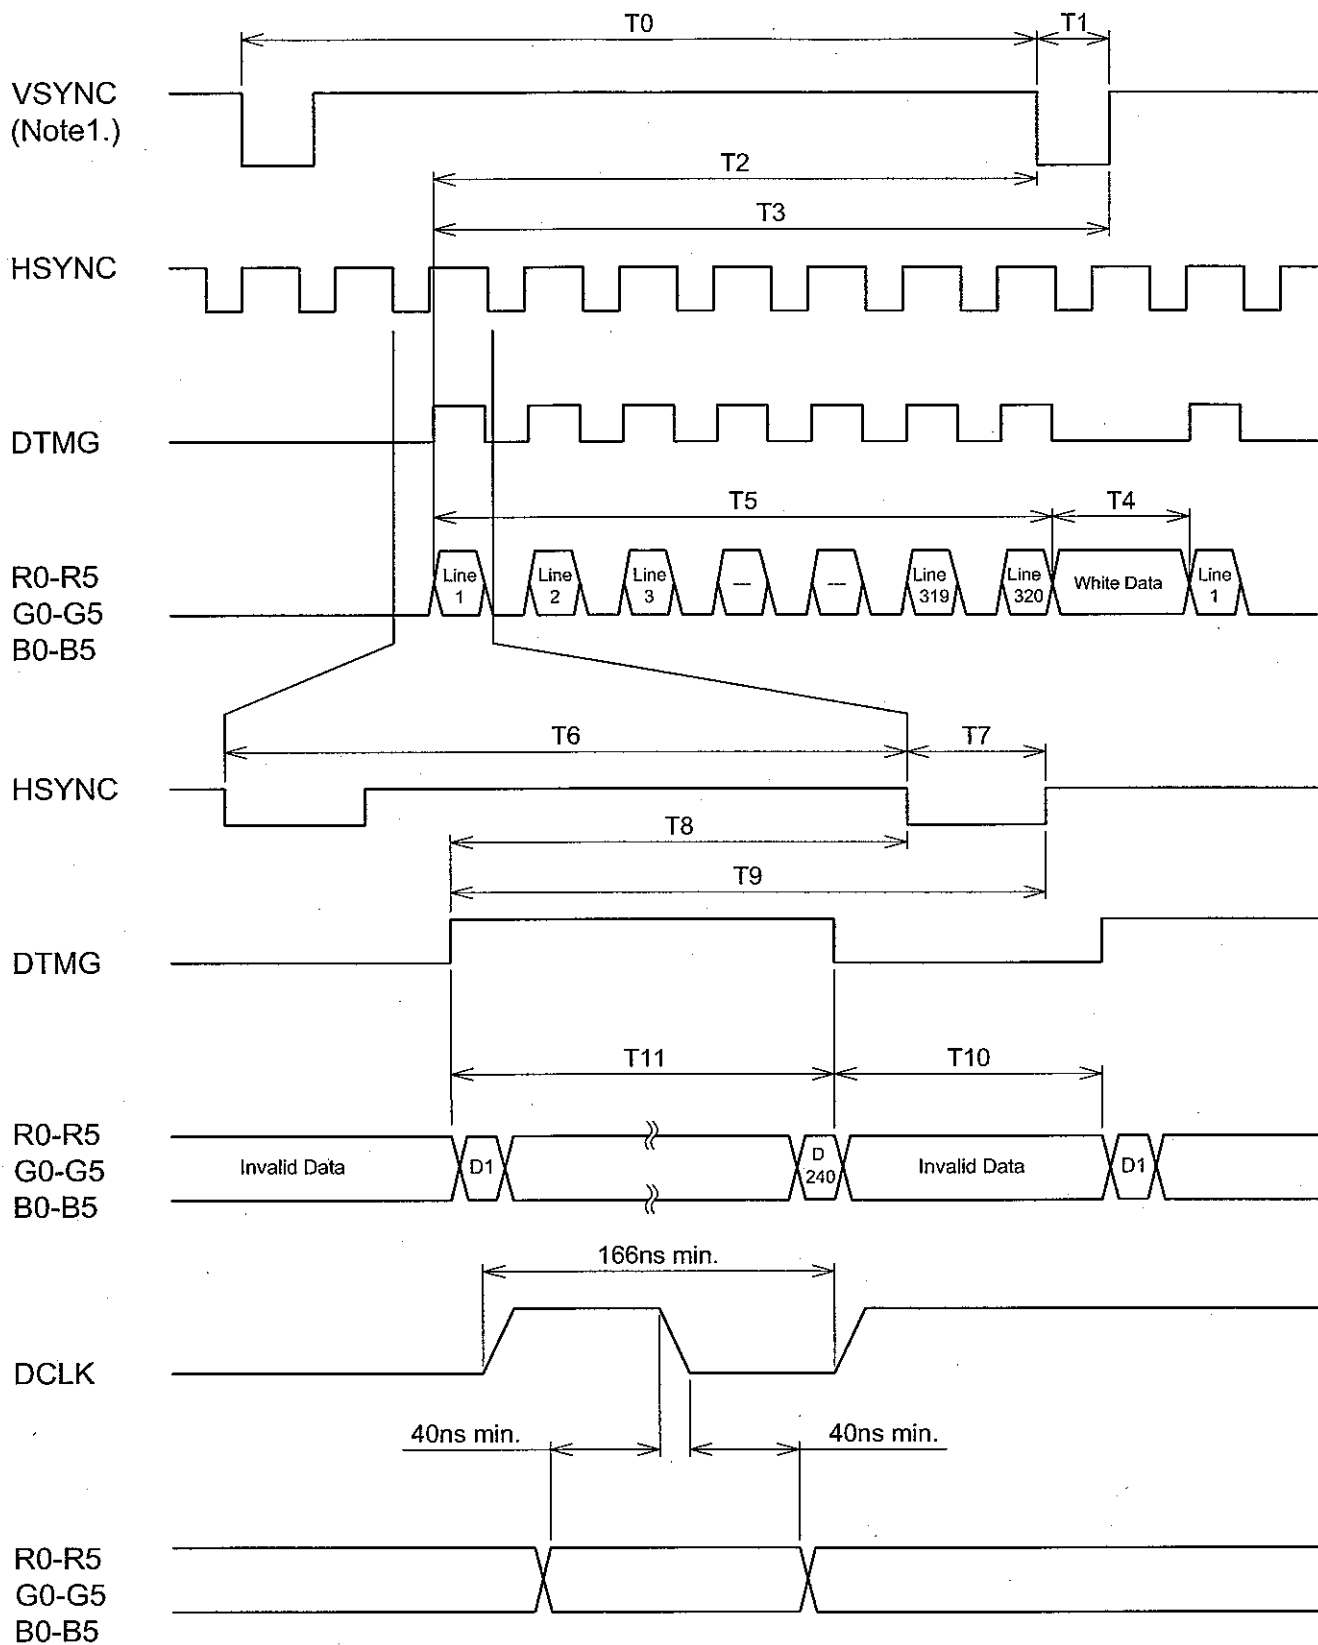 T0
T1
VSYNC
(Note1.)
T2
T3
HSYNC
DTMG
T5
T4
R0-R5
G0-G5
B0-B5
Line 1
Line 2
Line 3
---
---
Line 319
Line 320
White Data
Line 1
T6
T7
HSYNC
T8
T9
DTMG
T11
T10
R0-R5
G0-G5
B0-B5
Invalid Data
D1
D 240
Invalid Data
D1
166ns min.
DCLK
40ns min.
40ns min.
R0-R5
G0-G5
B0-B5